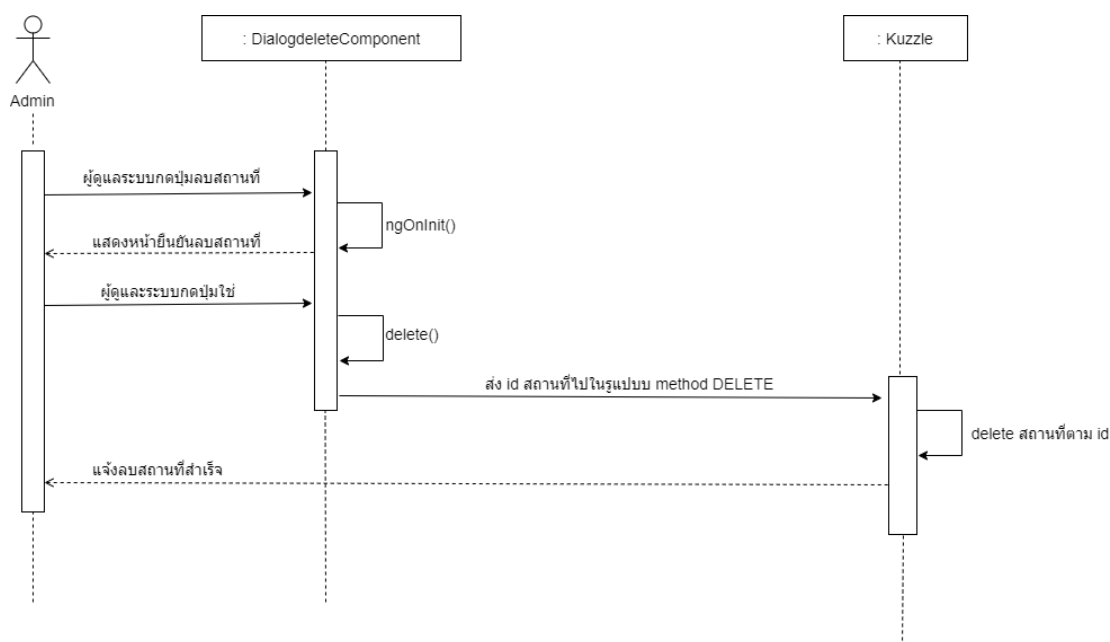 : DialogdeleteComponent
: Kuzzle
Admin
ผู้ดูแลระบบกดปุ่มลบสถานที่
ngOnInit()
แสดงหน้ายืนยันลบสถานที่
ผู้ดูและระบบกดปุ่มใช่
delete()
ส่ง id สถานที่ไปในรูแปบบ method DELETE
delete สถานที่ตาม id
แจ้งลบสถานที่สำเร็จ